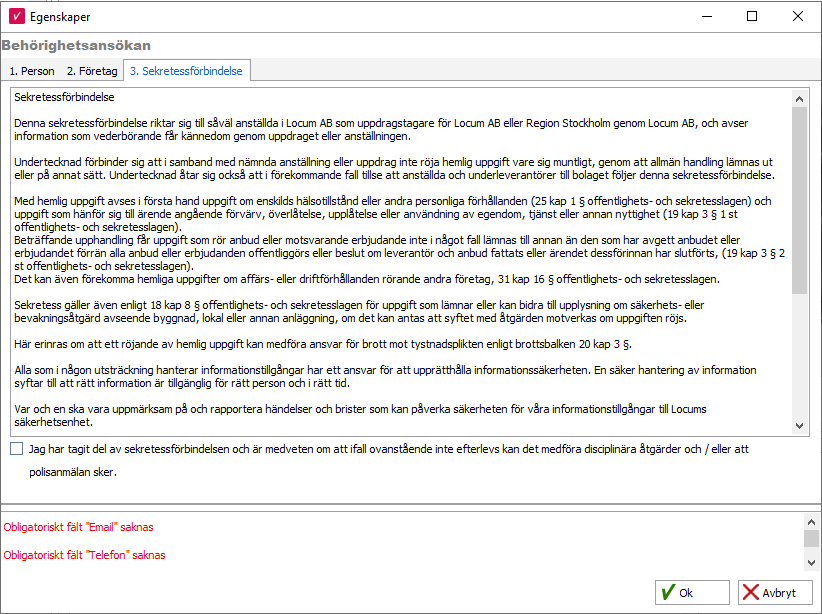 Egenskaper
Behörighetsansökan
1. Person 2. Företag 3. Sekretessförbindelse
Sekretessförbindelse
Denna sekretessförbindelse riktar sig till såväl anställda i Locum AB som uppdragstagare för Locum AB eller Region Stockholm genom Locum AB, och avser
information som vederbörande får kännedom genom uppdraget eller anställningen.
Undertecknad förbinder sig att i samband med nämnda anställning eller uppdrag inte röja hemlig uppgift vare sig muntligt, genom att allmän handling lämnas ut
eller på annat sätt. Undertecknad åtar sig också att i förekommande fall tillse att anställda och underleverantörer till bolaget följer denna sekretessförbindelse.
Med hemlig uppgift avses i första hand uppgift om enskilds hälsotillstånd eller andra personliga förhållanden (25 kap 1 § offentlighets- och sekretesslagen) och
uppgift som hänför sig till ärende angående förvärv, överlåtelse, upplåtelse eller användning av egendom, tjänst eller annan nyttighet (19 kap 3 § 1 st
offentlighets- och sekretesslagen).
Beträffande upphandling får uppgift som rör anbud eller motsvarande erbjudande inte i något fall lämnas till annan än den som har avgett anbudet eller
erbjudandet förrän alla anbud eller erbjudanden offentliggörs eller beslut om leverantör och anbud fattats eller ärendet dessförinnan har slutförts, (19 kap 3 § 2
st offentlighets- och sekretesslagen).
Det kan även förekomma hemliga uppgifter om affärs- eller driftförhållanden rörande andra företag, 31 kap 16 § offentlighets- och sekretesslagen.
Sekretess gäller även enligt 18 kap 8 § offentlighets- och sekretesslagen för uppgift som lämnar eller kan bidra till upplysning om säkerhets- eller
bevakningsåtgärd avseende byggnad, lokal eller annan anläggning, om det kan antas att syftet med åtgärden motverkas om uppgiften röjs.
Här erinras om att ett röjande av hemlig uppgift kan medföra ansvar för brott mot tystnadsplikten enligt brottsbalken 20 kap 3 §.
Alla som i någon utsträckning hanterar informationstillgångar har ett ansvar för att upprätthålla informationssäkerheten. En säker hantering av information
syftar till att rätt information är tillgänglig för rätt person och i rätt tid.
Var och en ska vara uppmärksam på och rapportera händelser och brister som kan påverka säkerheten för våra informationstillgångar till Locums
säkerhetsenhet.
Jag har tagit del av sekretessförbindelsen och är medveten om att ifall ovanstående inte efterlevs kan det medföra disciplinära åtgärder och / eller att
polisanmälan sker.
Obligatoriskt fält "Email" saknas
Obligatoriskt fält "Telefon" saknas
Ok Avbryt